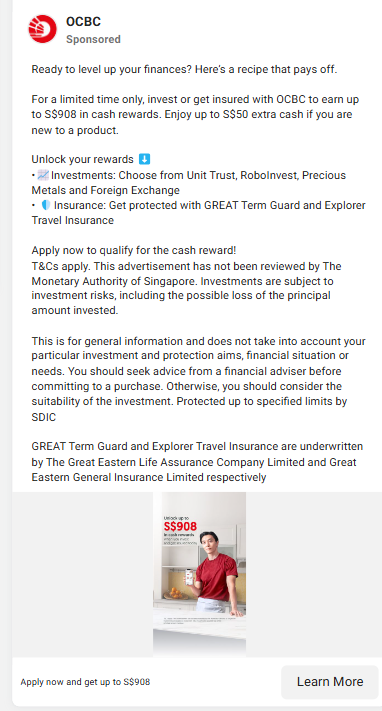 OCBC
Sponsored
Ready to level up your finances? Here's a recipe that pays off.
For a limited time only, invest or get insured with OCBC to earn up
to S$908 in cash rewards. Enjoy up to S$50 extra cash if you are
new to a product.
Unlock your rewards ⬇️
• 📈 Investments: Choose from Unit Trust, RoboInvest, Precious
Metals and Foreign Exchange
• 🛡️ Insurance: Get protected with GREAT Term Guard and Explorer
Travel Insurance
Apply now to qualify for the cash reward!
T&Cs apply. This advertisement has not been reviewed by The
Monetary Authority of Singapore. Investments are subject to
investment risks, including the possible loss of the principal
amount invested.
This is for general information and does not take into account your
particular investment and protection aims, financial situation or
needs. You should seek advice from a financial adviser before
committing to a purchase. Otherwise, you should consider the
suitability of the investment. Protected up to specified limits by
SDIC
GREAT Term Guard and Explorer Travel Insurance are underwritten
by The Great Eastern Life Assurance Company Limited and Great
Eastern General Insurance Limited respectively
Unlock up to
S$908
in cash rewards
Apply now and get up to S$908
Learn More